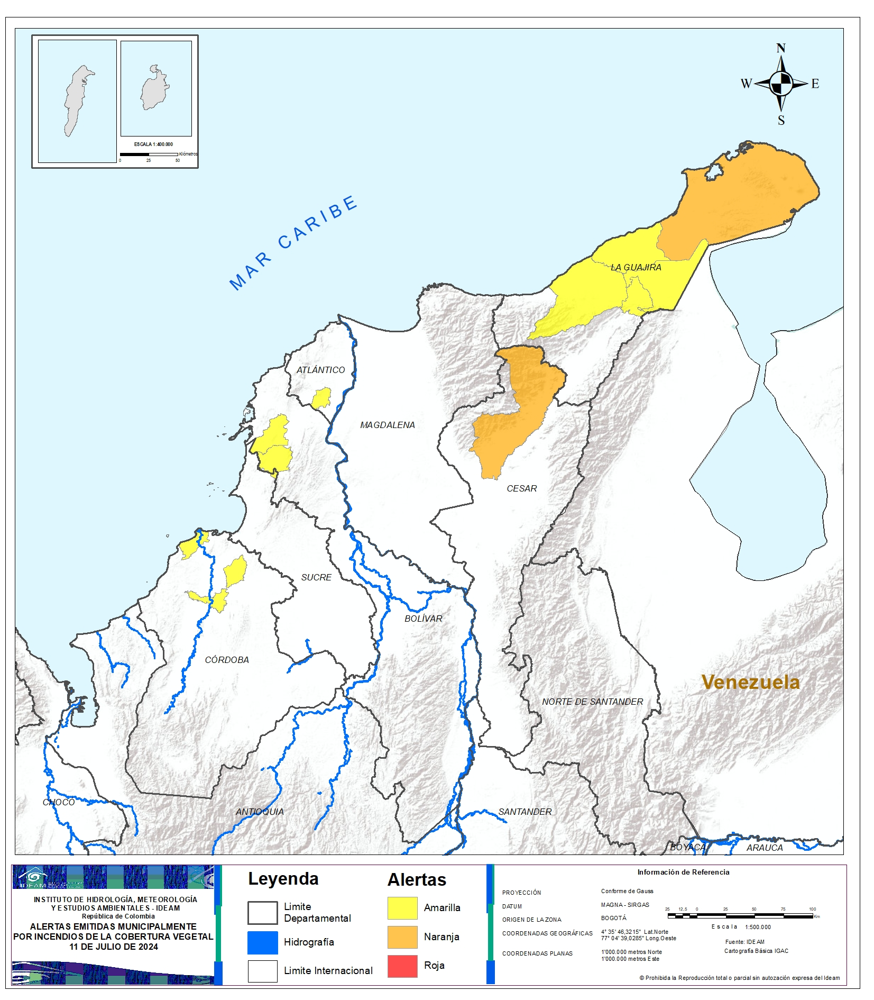 N
W
E
S
ESCALA 1:400.000
Kilómetros
0 25 50
MAR CARIBE
LA GUAJIRA
ATLÁNTICO
MAGDALENA
CESAR
SUCRE
BOLÍVAR
CÓRDOBA
Venezuela
NORTE DE SANTANDER
CHOCÓ
ANTIOQUIA
SANTANDER
BOYACÁ
ARAUCA
IDEAM
INSTITUTO DE HIDROLOGÍA, METEOROLOGÍA
Y ESTUDIOS AMBIENTALES - IDEAM
República de Colombia
ALERTAS EMITIDAS MUNICIPALMENTE
POR INCENDIOS DE LA COBERTURA VEGETAL
11 DE JULIO DE 2024
Leyenda
Limite
Departamental
Hidrografía
Limite Internacional
Alertas
Amarilla
Naranja
Roja
Información de Referencia
PROYECCIÓN Conforme de Gauss
DATUM MAGNA - SIRGAS
ORIGEN DE LA ZONA BOGOTÁ
COORDENADAS GEOGRÁFICAS 4° 35' 46,3215" Lat.Norte
77° 04' 39,0285" Long.Oeste
COORDENADAS PLANAS 1'000.000 metros Norte
1'000.000 metros Este
25 12,5 0 25 50 75 100
Km
Escala 1:500.000
Fuente: IDEAM
Cartografía Básica IGAC
© Prohibida la Reproducción total o parcial sin autozación expresa del Ideam